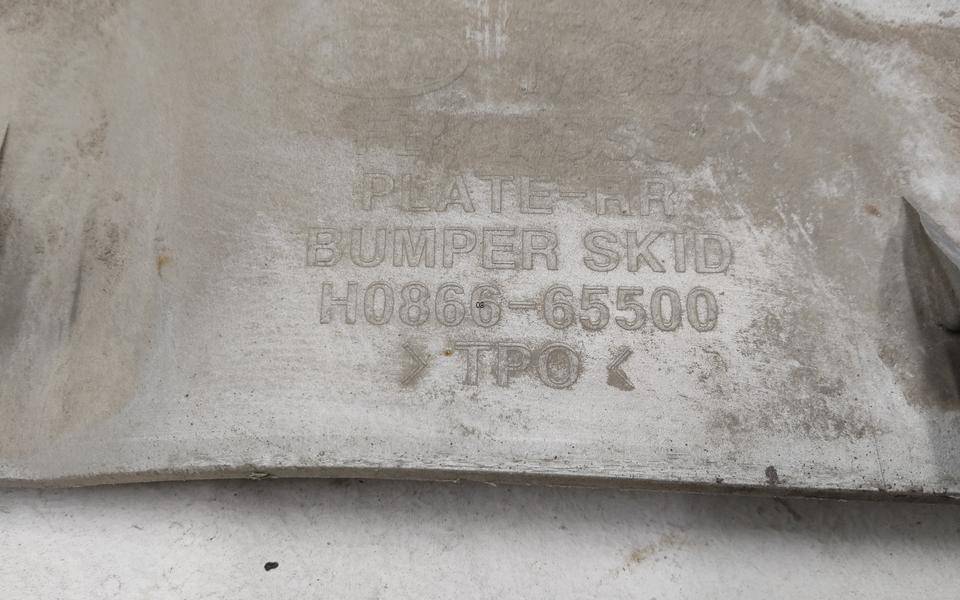 PLATE-RR
BUMPER SKID
H0866-65500
>TPO<